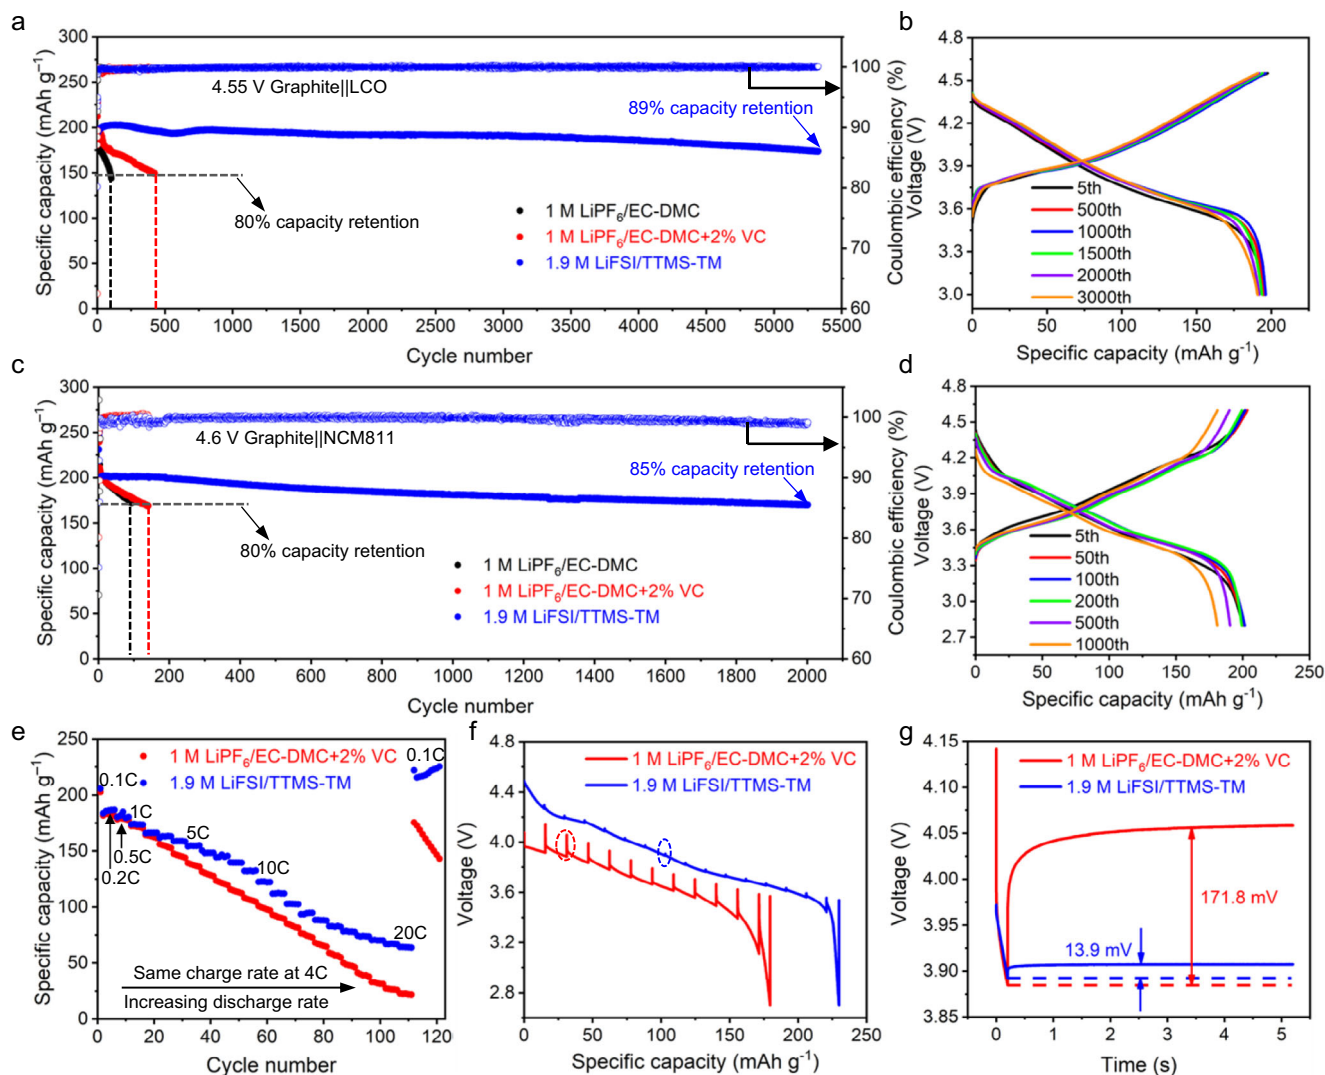 a
300
250
200
150
100
50
0
Specific capacity (mAh g⁻¹)
4.55 V Graphite||LCO
89% capacity retention
80% capacity retention
1 M LiPF₆/EC-DMC
1 M LiPF₆/EC-DMC+2% VC
1.9 M LiFSI/TTMS-TM
100
90
80
70
60
Coulombic efficiency (%)
0 500 1000 1500 2000 2500 3000 3500 4000 4500 5000 5500
Cycle number
b
4.8
4.5
4.2
3.9
3.6
3.3
3.0
Voltage (V)
5th
500th
1000th
1500th
2000th
3000th
0 50 100 150 200
Specific capacity (mAh g⁻¹)
c
300
250
200
150
100
50
0
Specific capacity (mAh g⁻¹)
4.6 V Graphite||NCM811
85% capacity retention
80% capacity retention
1 M LiPF₆/EC-DMC
1 M LiPF₆/EC-DMC+2% VC
1.9 M LiFSI/TTMS-TM
100
90
80
70
60
Coulombic efficiency (%)
0 200 400 600 800 1000 1200 1400 1600 1800 2000
Cycle number
d
4.8
4.5
4.2
3.9
3.6
3.3
3.0
2.7
Voltage (V)
5th
50th
100th
200th
500th
1000th
0 50 100 150 200 250
Specific capacity (mAh g⁻¹)
e
250
200
150
100
50
0
Specific capacity (mAh g⁻¹)
1 M LiPF₆/EC-DMC+2% VC
1.9 M LiFSI/TTMS-TM
0.1C
0.1C
1C
5C
0.5C
0.2C
10C
20C
Same charge rate at 4C
Increasing discharge rate
0 20 40 60 80 100 120
Cycle number
f
4.8
4.4
4.0
3.6
3.2
2.8
Voltage (V)
1 M LiPF₆/EC-DMC+2% VC
1.9 M LiFSI/TTMS-TM
0 50 100 150 200 250
Specific capacity (mAh g⁻¹)
g
4.15
4.10
4.05
4.00
3.95
3.90
3.85
Voltage (V)
1 M LiPF₆/EC-DMC+2% VC
1.9 M LiFSI/TTMS-TM
171.8 mV
13.9 mV
0 1 2 3 4 5
Time (s)